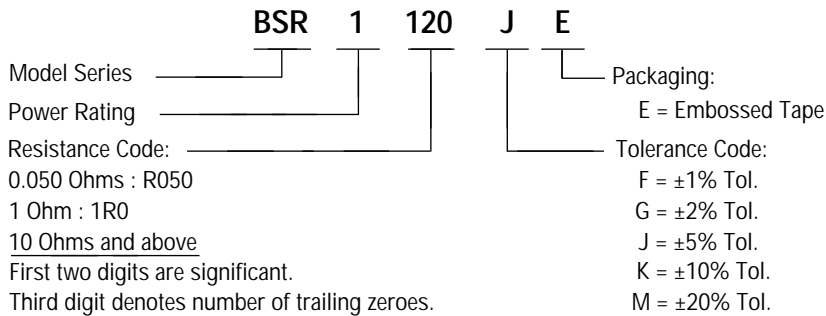 BSR 1 120 J E
Model Series
Power Rating
Resistance Code:
0.050 Ohms : R050
1 Ohm : 1R0
10 Ohms and above
First two digits are significant.
Third digit denotes number of trailing zeroes.
Packaging:
E = Embossed Tape
Tolerance Code:
F = ±1% Tol.
G = ±2% Tol.
J = ±5% Tol.
K = ±10% Tol.
M = ±20% Tol.